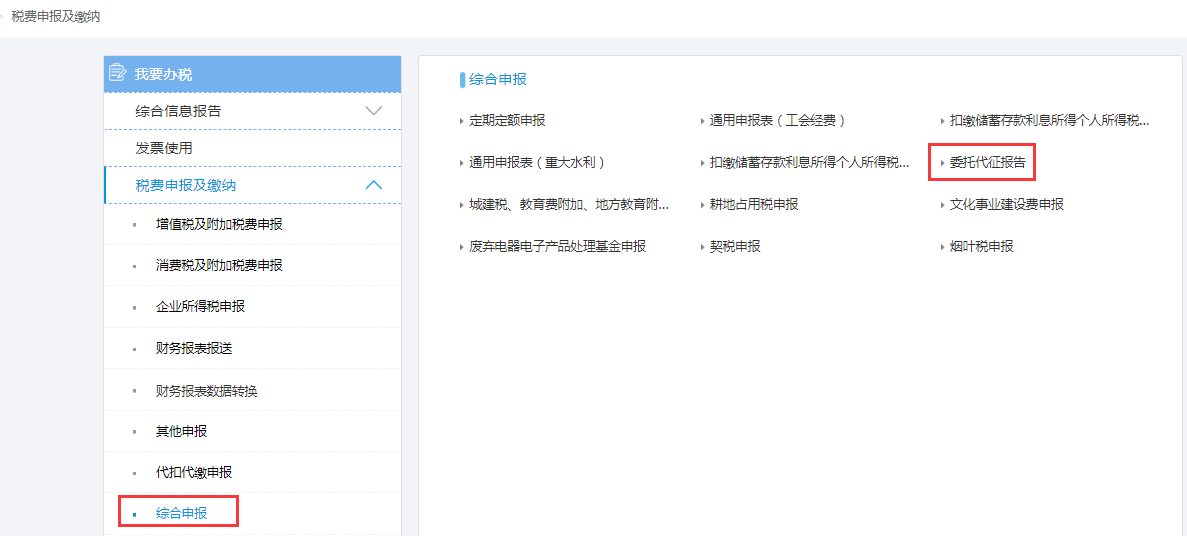 税费申报及缴纳
我要办税
综合信息报告
发票使用
税费申报及缴纳
增值税及附加税费申报
消费税及附加税费申报
企业所得税申报
财务报表报送
财务报表数据转换
其他申报
代扣代缴申报
综合申报
综合申报
定期定额申报
通用申报表（工会经费）
扣缴储蓄存款利息所得个人所得税...
通用申报表（重大水利）
扣缴储蓄存款利息所得个人所得税...
委托代征报告
城建税、教育费附加、地方教育附...
耕地占用税申报
文化事业建设费申报
废弃电器电子产品处理基金申报
契税申报
烟叶税申报